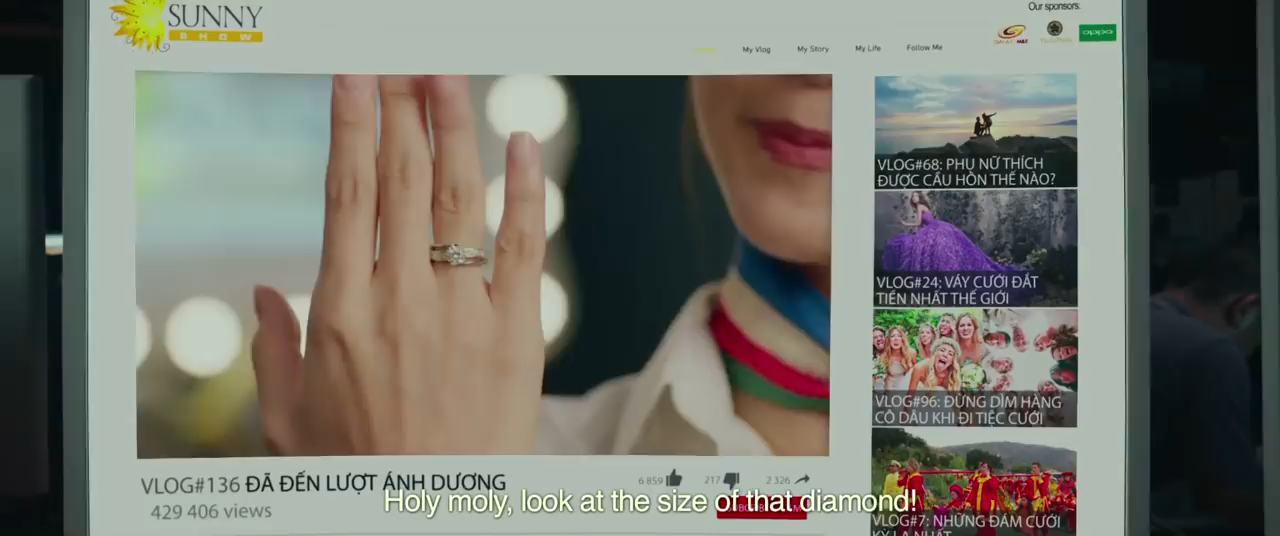 SUNNY
SHOW
Our sponsors:
oppo
My Vlog
My Story
My Life
Follow Me
VLOG#68: PHỤ NỮ THÍCH
ĐƯỢC CẦU HÔN THẾ NÀO?
VLOG#24: VÁY CƯỚI ĐẮT
TIỀN NHẤT THẾ GIỚI
VLOG#96: ĐỪNG DÌM HÀNG
CÔ DÂU KHI ĐI TIỆC CƯỚI
VLOG#7: NHỮNG ĐÁM CƯỚI
KỲ LẠ NHẤT
VLOG#136 ĐÃ ĐẾN LƯỢT ÁNH DƯƠNG
6 859
217
2 326
429 406 views
Holy moly, look at the size of that diamond!